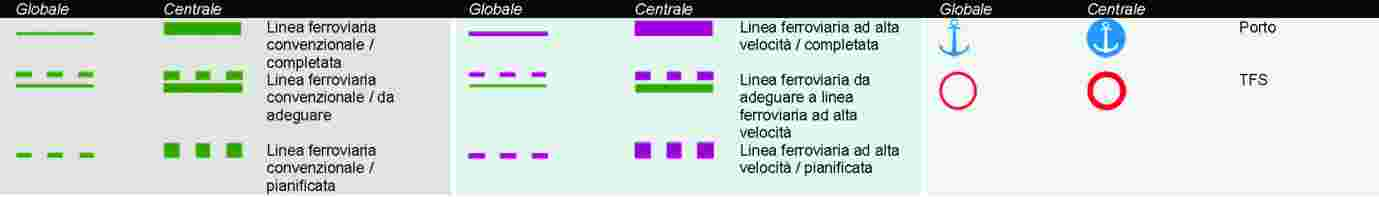 Globale Centrale
Linea ferroviaria
convenzionale /
completata
Linea ferroviaria
convenzionale / da
adeguare
Linea ferroviaria
convenzionale /
pianificata
Globale Centrale
Linea ferroviaria ad alta
velocità / completata
Linea ferroviaria da
adeguare a linea
ferroviaria ad alta
velocità
Linea ferroviaria ad alta
velocità / pianificata
Globale Centrale
Porto
TFS